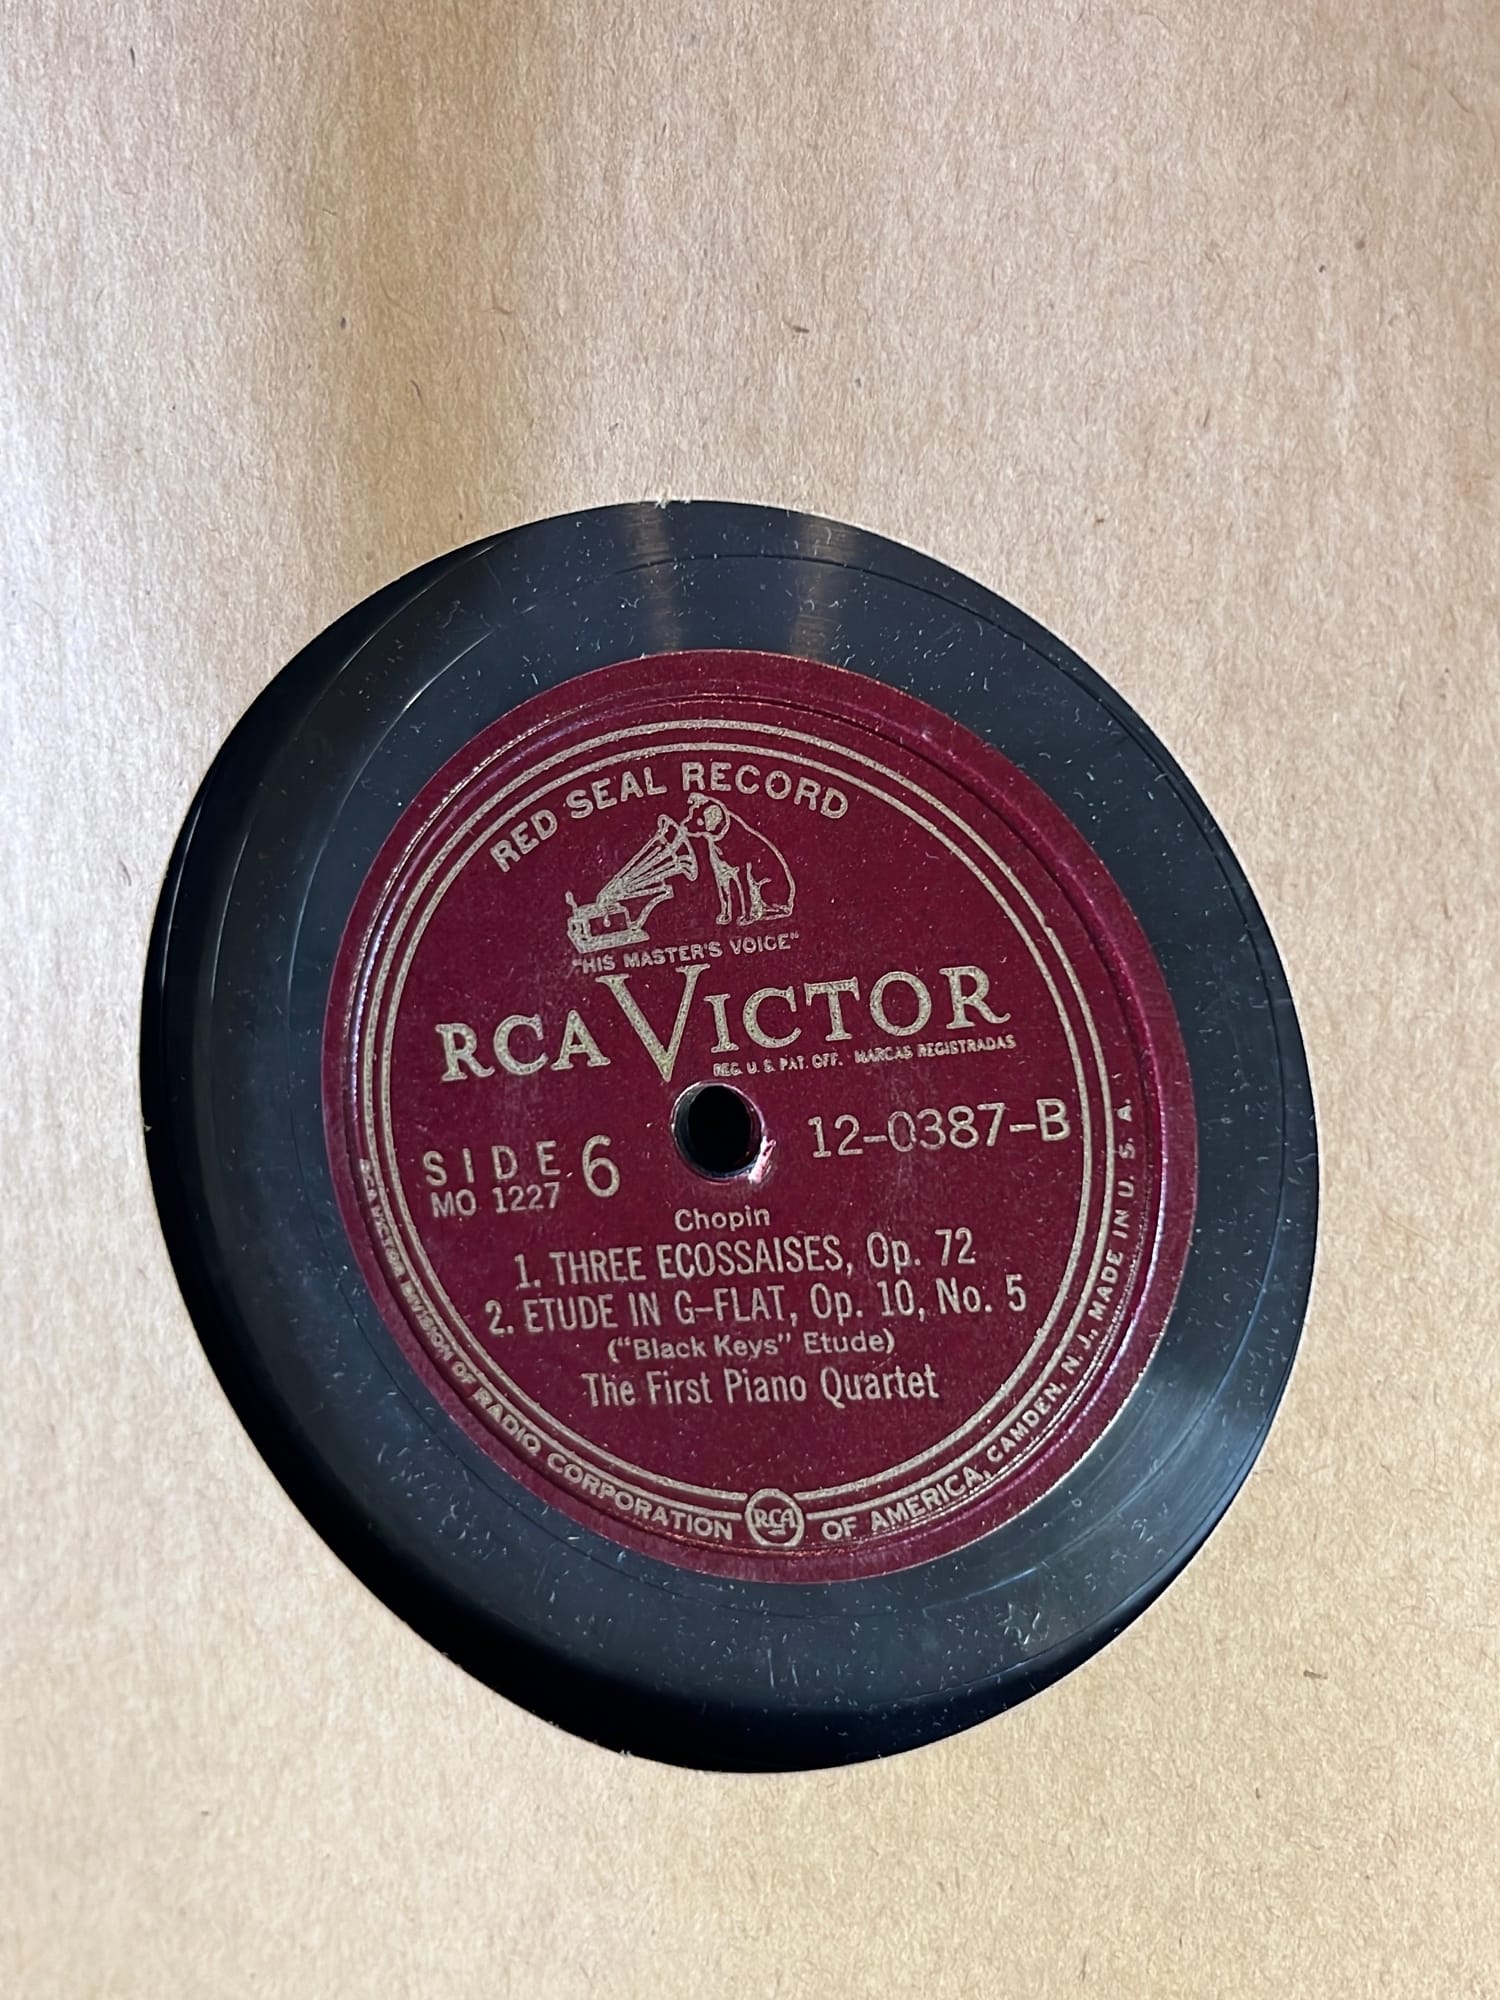 RED SEAL RECORD
"HIS MASTER'S VOICE"
RCA VICTOR
REG. U. S. PAT. OFF. MARCAS REGISTRADAS
SIDE 6
12-0387-B
MO 1227
Chopin
1. THREE ECOSSAISES, Op. 72
2. ETUDE IN G-FLAT, Op. 10, No. 5
("Black Keys" Etude)
The First Piano Quartet
RCA VICTOR DIVISION OF RADIO CORPORATION RCA OF AMERICA, CAMDEN, N. J., MADE IN U. S. A.